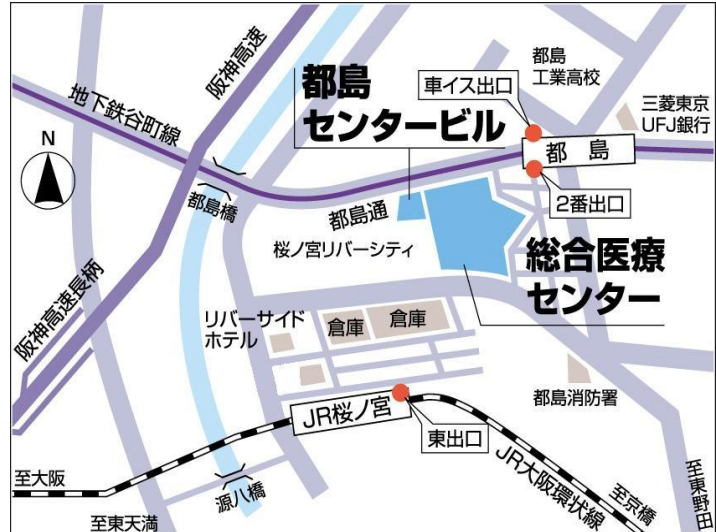 阪神高速
地下鉄谷町線
都島
センタービル
都島
工業高校
車イス出口
三菱東京
UFJ銀行
N
都島
2番出口
都島橋
都島通
桜ノ宮リバーシティ
総合医療
センター
阪神高速長柄
リバーサイド
ホテル
倉庫
倉庫
都島消防署
JR桜ノ宮
東出口
JR大阪環状線
至大阪
源八橋
至東天満
至京橋
至東野田